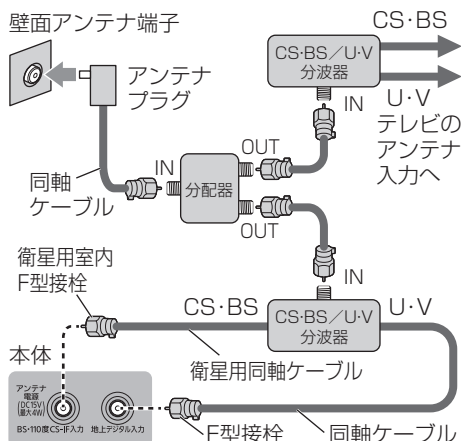 壁面アンテナ端子
アンテナ
プラグ
同軸
ケーブル
IN
分配器
OUT
OUT
CS·BS
CS·BS／U·V
分波器
IN
U·V
テレビの
アンテナ
入力へ
IN
衛星用室内
F型接栓
CS·BS
CS·BS／U·V
分波器
U·V
衛星用同軸ケーブル
本体
アンテナ
電源
(DC15V
最大4W)
BS·110度CS-IF入力
地上デジタル入力
F型接栓
同軸ケーブル